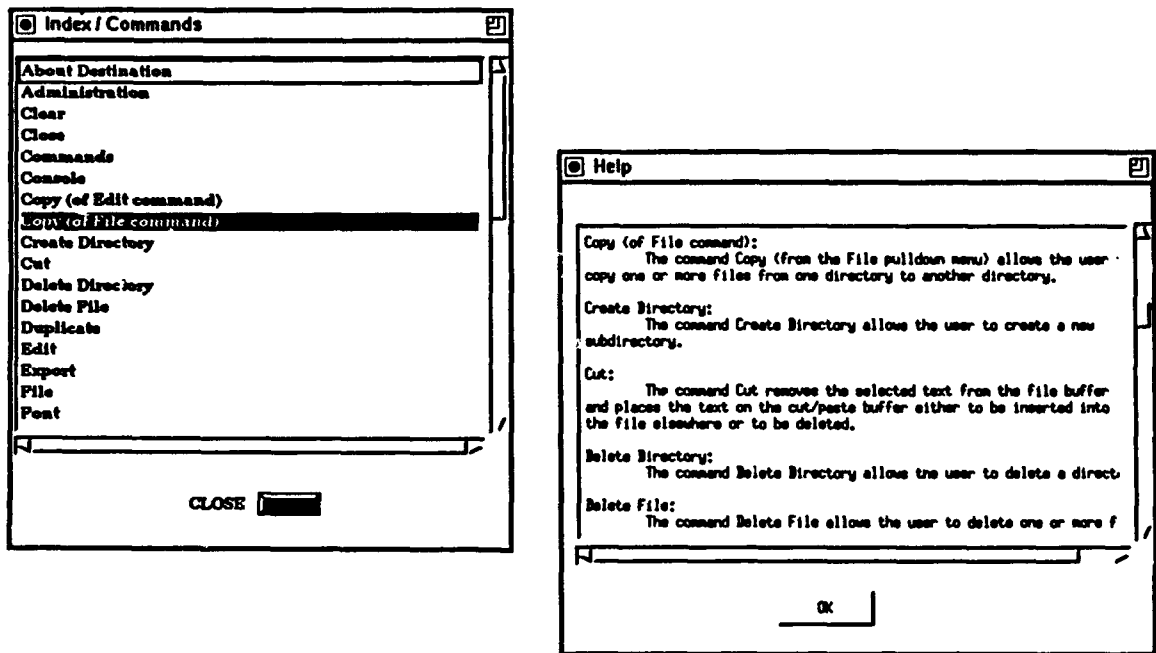 Index / Commands
About Destination
Administration
Clear
Close
Commands
Console
Copy (of Edit command)
Copy (of File command)
Create Directory
Cut
Delete Directory
Delete File
Duplicate
Edit
Export
File
Font
CLOSE
Help
Copy (of File command):
The command Copy (from the File pulldown menu) allows the user
copy one or more files from one directory to another directory.
Create Directory:
The command Create Directory allows the user to create a new
subdirectory.
Cut:
The command Cut removes the selected text from the file buffer
and places the text on the cut/paste buffer either to be inserted into
the file elsewhere or to be deleted.
Delete Directory:
The command Delete Directory allows the user to delete a direct
Delete File:
The command Delete File allows the user to delete one or more f
OK